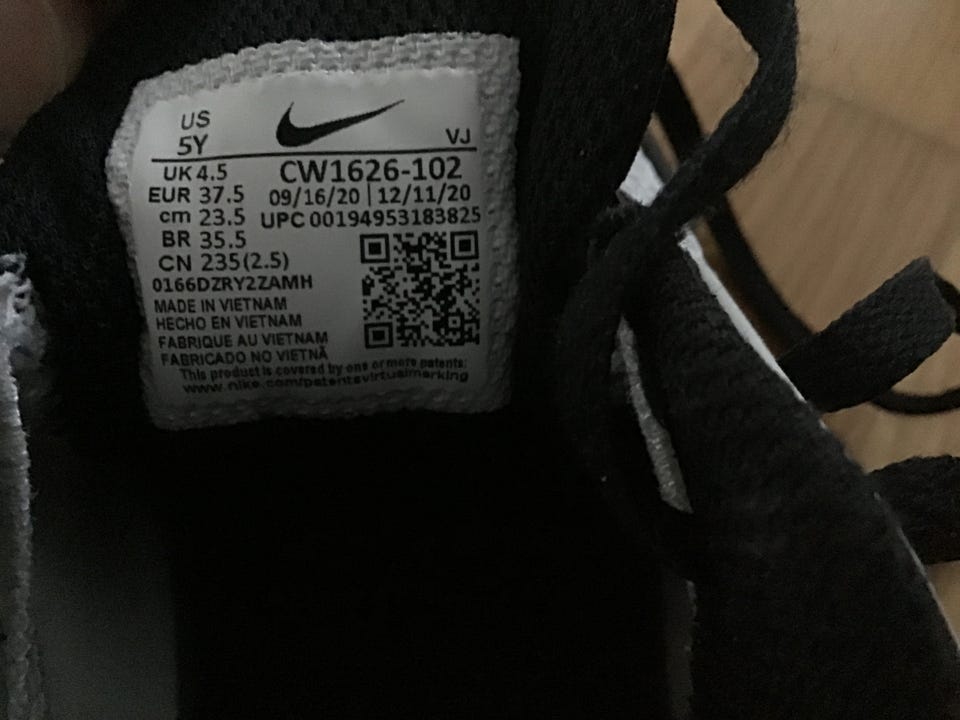 US
5Y
VJ
UK 4.5
CW1626-102
EUR 37.5
09/16/20 | 12/11/20
cm 23.5
UPC 00194953183825
BR 35.5
CN 235(2.5)
0166DZRY2ZAMH
MADE IN VIETNAM
HECHO EN VIETNAM
FABRIQUE AU VIETNAM
FABRICADO NO VIETNÃ
This product is covered by one or more patents:
www.nike.com/patentsvirtualmarking